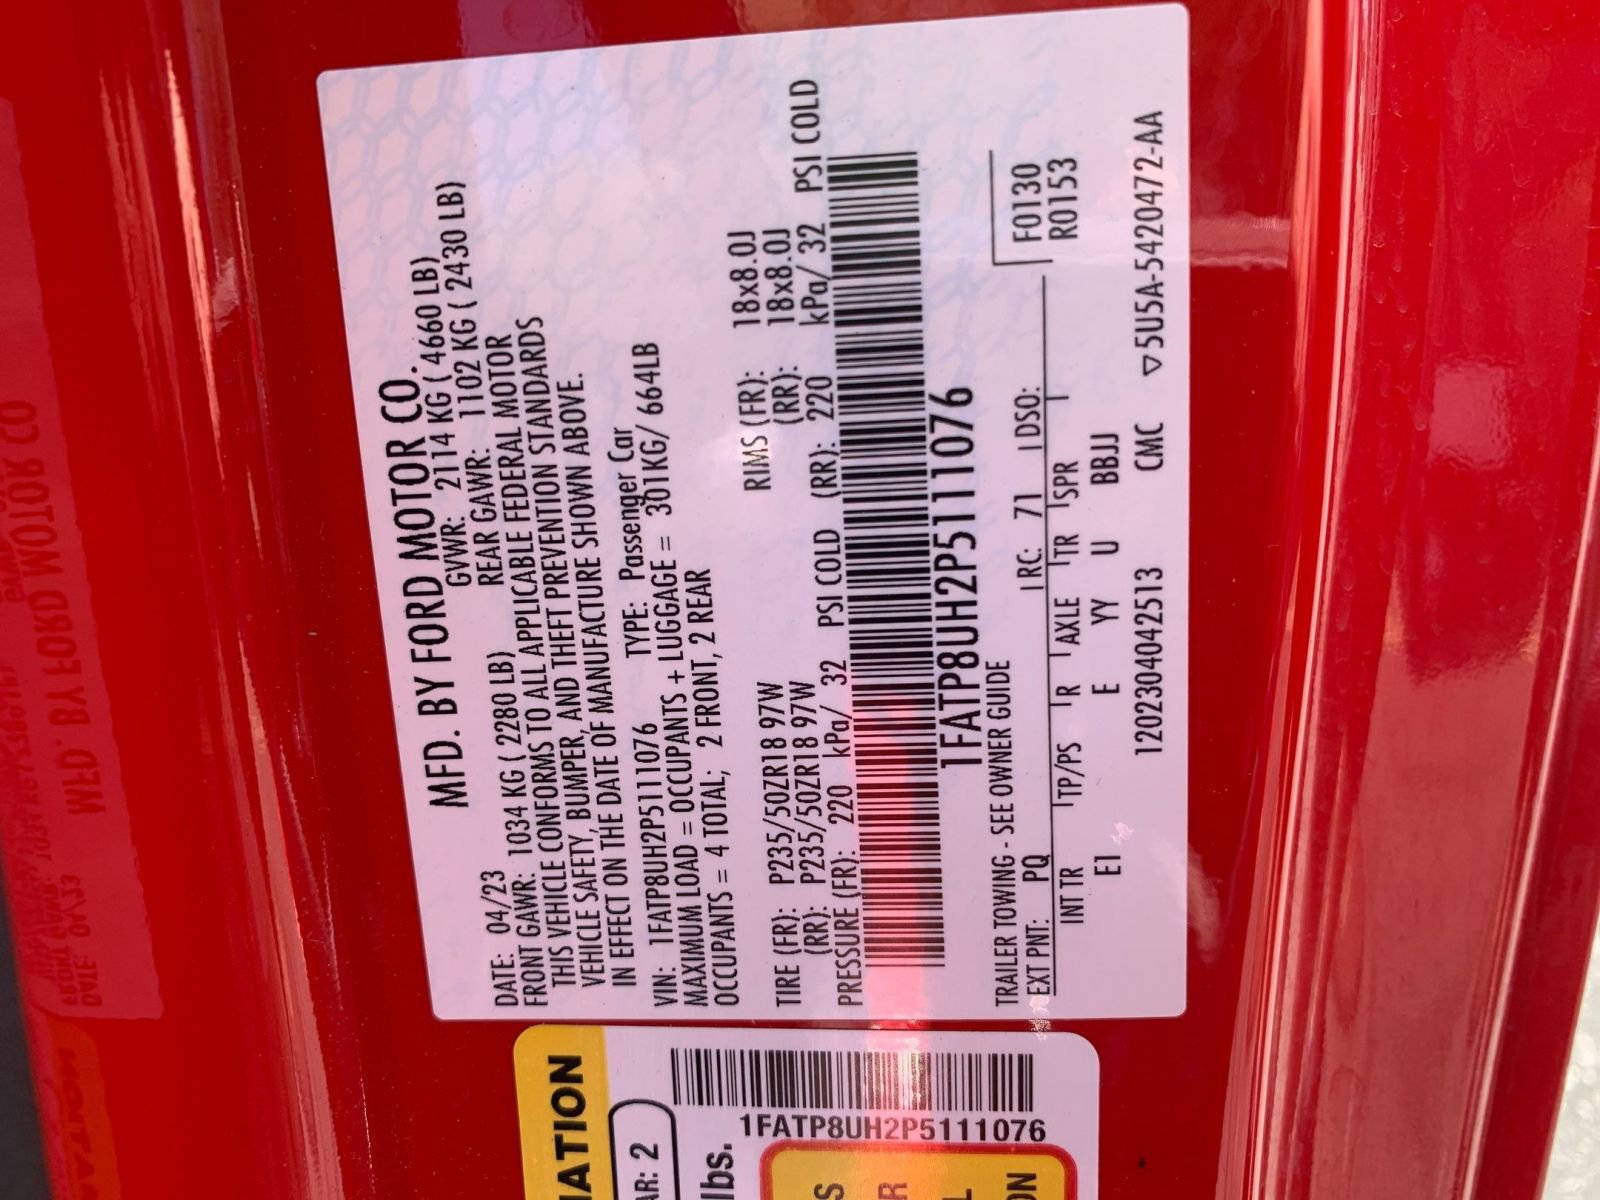 MFD. BY FORD MOTOR CO.
DATE: 04/23 GVWR: 2114 KG ( 4660 LB)
FRONT GAWR: 1034 KG ( 2280 LB) REAR GAWR: 1102 KG ( 2430 LB)
THIS VEHICLE CONFORMS TO ALL APPLICABLE FEDERAL MOTOR
VEHICLE SAFETY, BUMPER, AND THEFT PREVENTION STANDARDS
IN EFFECT ON THE DATE OF MANUFACTURE SHOWN ABOVE.
VIN: 1FATP8UH2P5111076 TYPE: Passenger Car
MAXIMUM LOAD = OCCUPANTS + LUGGAGE = 301KG/ 664LB
OCCUPANTS = 4 TOTAL; 2 FRONT, 2 REAR
TIRE (FR): P235/50ZR18 97W RIMS (FR): 18x8.0J
(RR): P235/50ZR18 97W (RR): 18x8.0J
PRESSURE (FR): 220 kPa/ 32 PSI COLD (RR): 220 kPa/ 32 PSI COLD
1FATP8UH2P5111076
TRAILER TOWING - SEE OWNER GUIDE
F0130
R0153
EXT PNT: PQ RC: 71 DSO:
INT TR TP/PS R AXLE TR SPR
E1 E YY U BBJJ
12023040425​13 CMC ▽5U5A-5420472-AA
1FATP8UH2P5111076
MATION
AR: 2
lbs.